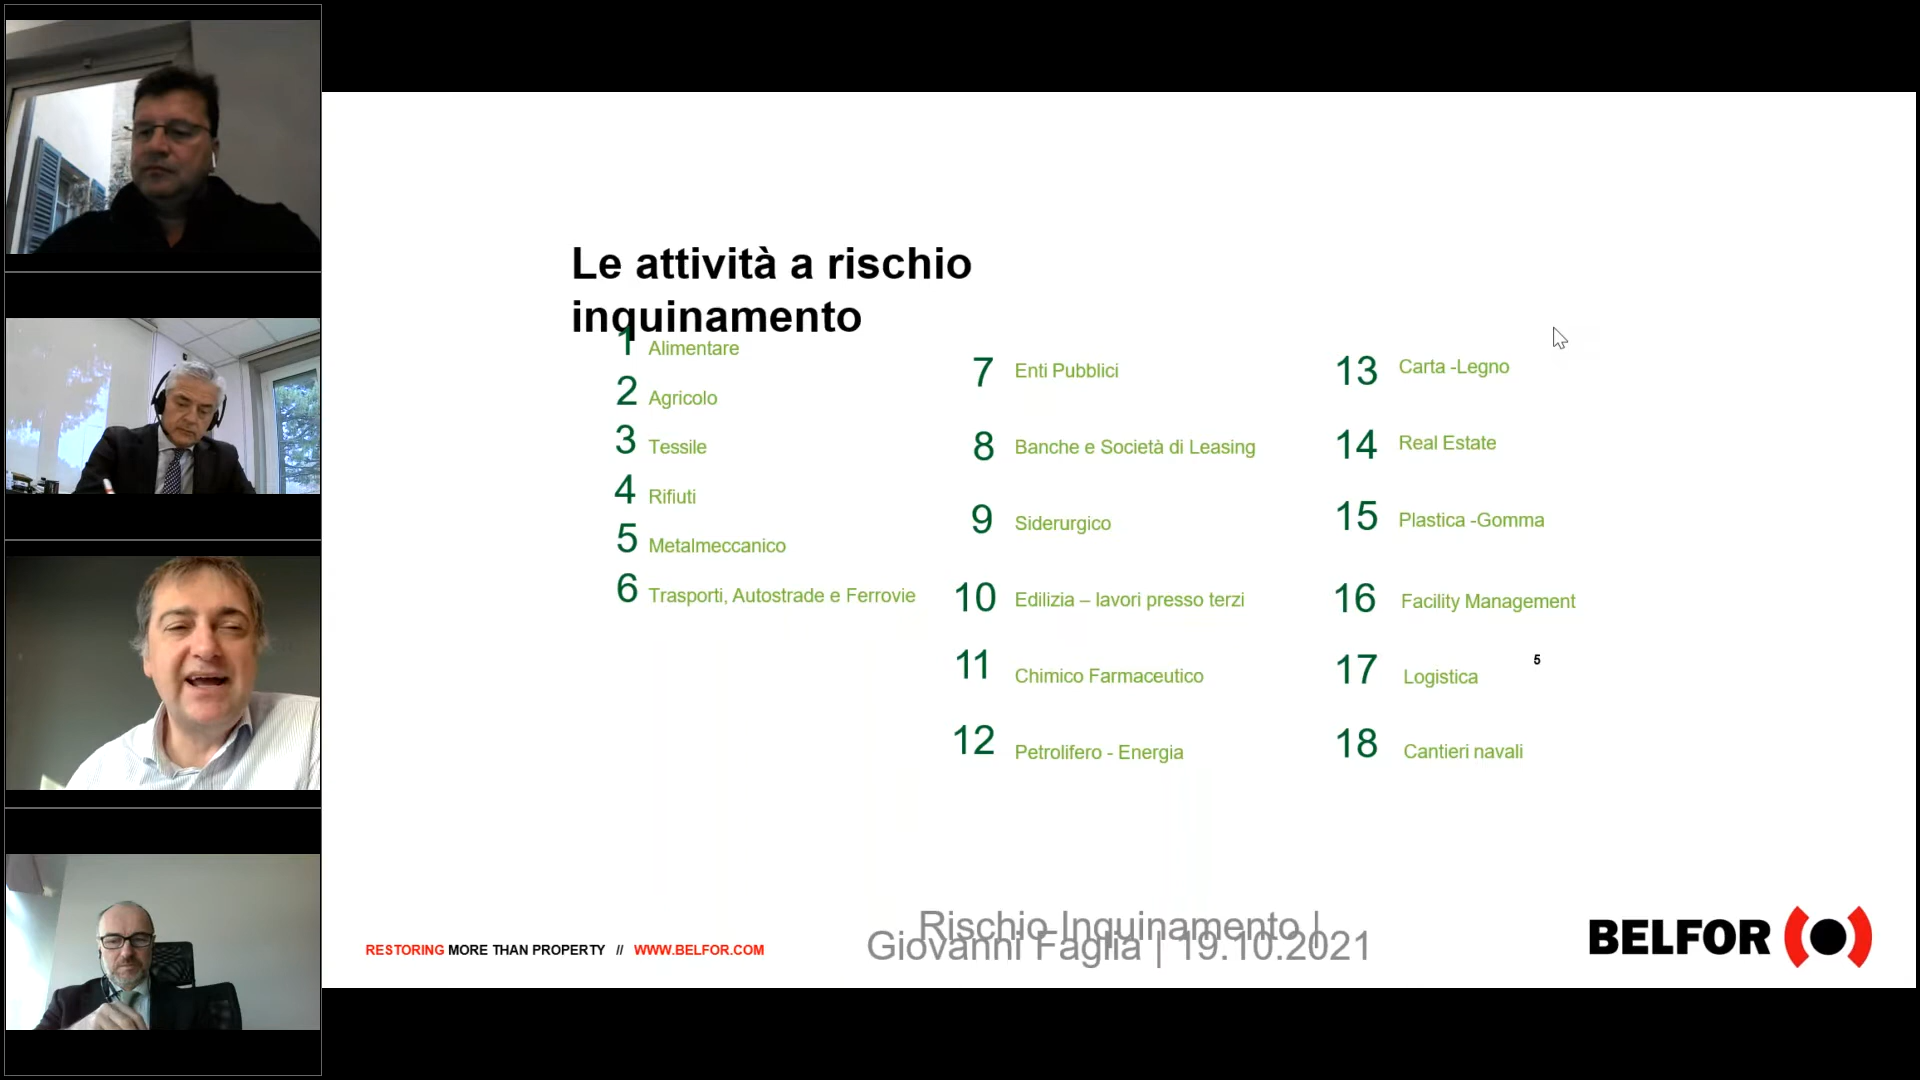 Le attività a rischio
inquinamento
1 Alimentare
2 Agricolo
3 Tessile
4 Rifiuti
5 Metalmeccanico
6 Trasporti, Autostrade e Ferrovie
7 Enti Pubblici
8 Banche e Società di Leasing
9 Siderurgico
10 Edilizia – lavori presso terzi
11 Chimico Farmaceutico
12 Petrolifero - Energia
13 Carta -Legno
14 Real Estate
15 Plastica -Gomma
16 Facility Management
17 Logistica
18 Cantieri navali
5
RESTORING MORE THAN PROPERTY // WWW.BELFOR.COM
Rischio Inquinamento |
Giovanni Faglia | 19.10.2021
BELFOR